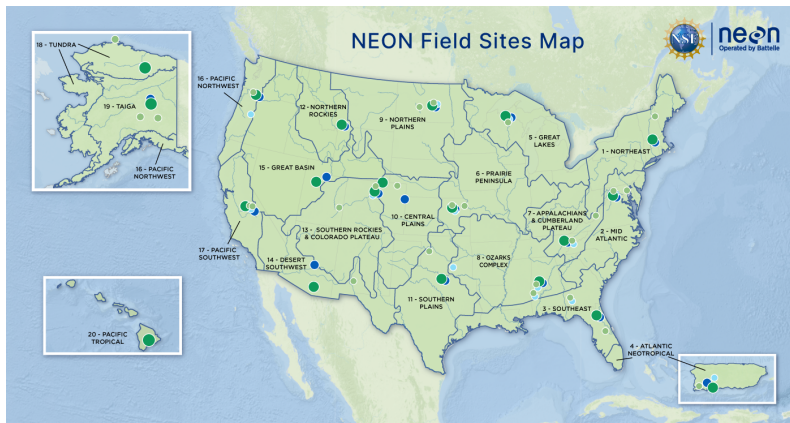 NEON Field Sites Map
NSF
neon
Operated by Battelle
18 - TUNDRA
19 - TAIGA
16 - PACIFIC
NORTHWEST
16 - PACIFIC
NORTHWEST
12 - NORTHERN
ROCKIES
9 - NORTHERN
PLAINS
5 - GREAT
LAKES
1 - NORTHEAST
15 - GREAT BASIN
6 - PRAIRIE
PENINSULA
10 - CENTRAL
PLAINS
7 - APPALACHIANS
& CUMBERLAND
PLATEAU
2 - MID
ATLANTIC
13 - SOUTHERN ROCKIES
& COLORADO PLATEAU
17 - PACIFIC
SOUTHWEST
14 - DESERT
SOUTHWEST
8 - OZARKS
COMPLEX
11 - SOUTHERN
PLAINS
3 - SOUTHEAST
20 - PACIFIC
TROPICAL
4 - ATLANTIC
NEOTROPICAL